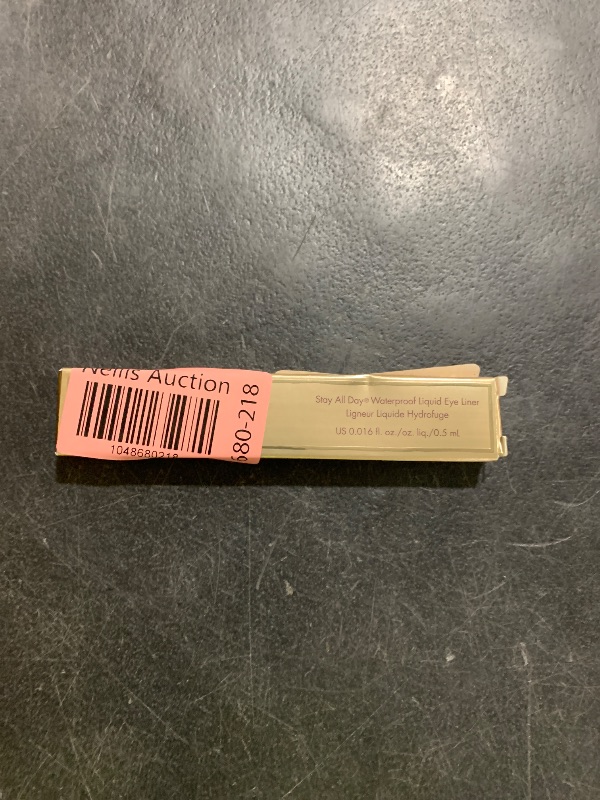 Nellis Auction
1048680218
680-218
Stay All Day® Waterproof Liquid Eye Liner
Ligneur Liquide Hydrofuge
US 0.016 fl. oz./oz. liq./0.5 mL